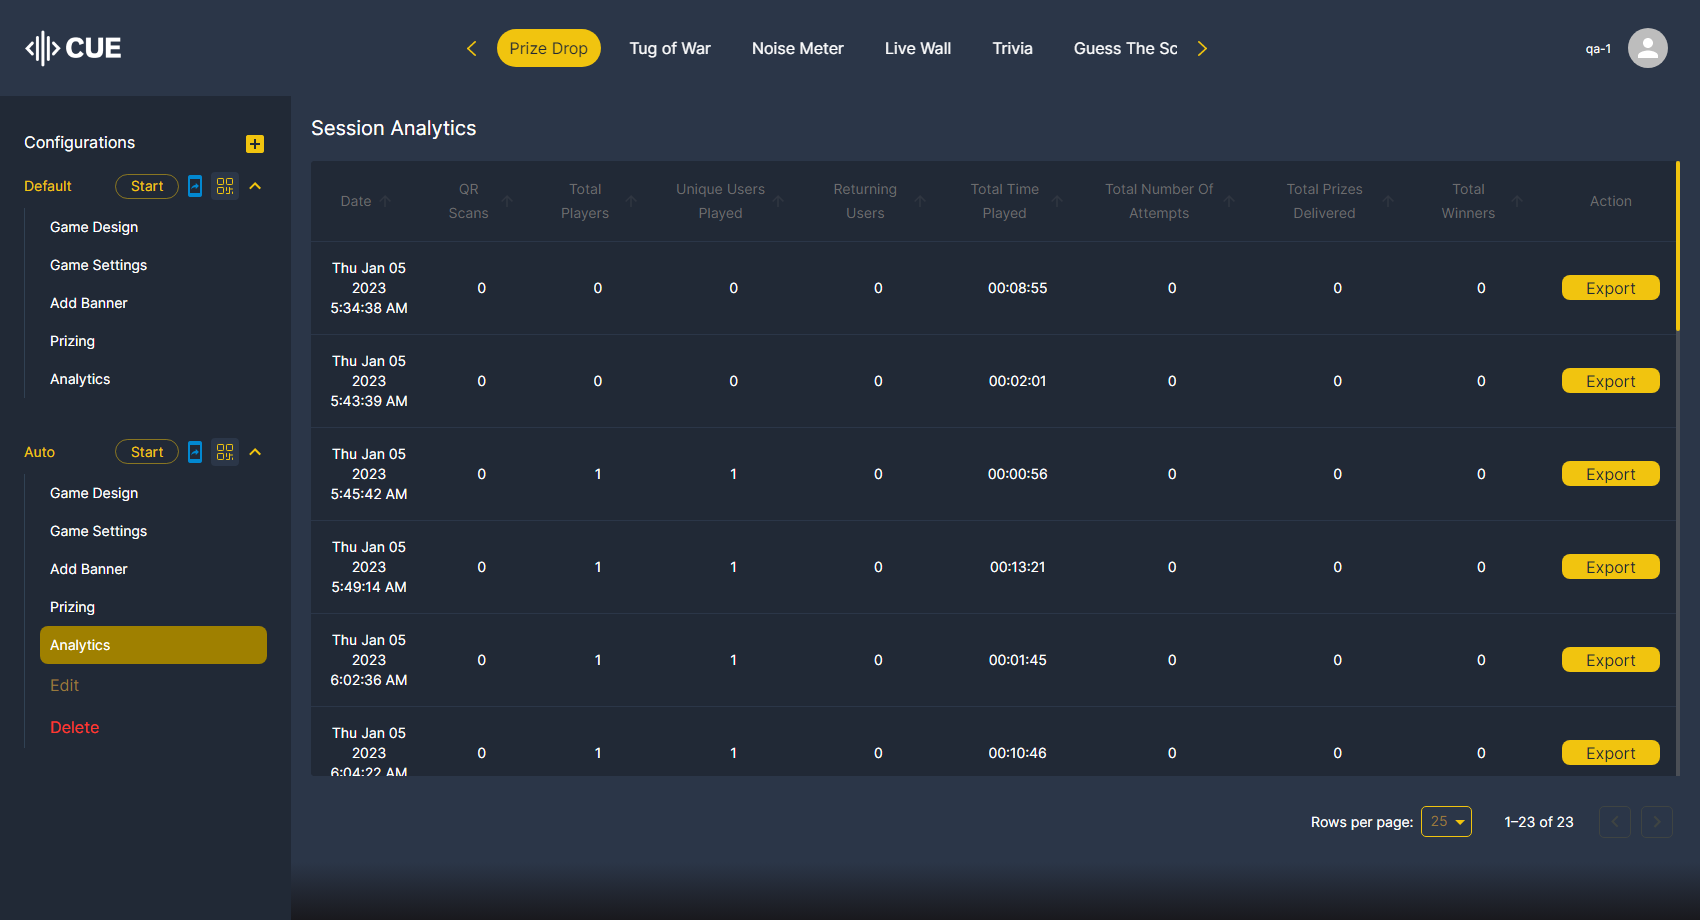 CUE
Prize Drop
Tug of War
Noise Meter
Live Wall
Trivia
Guess The Sc
qa-1
Configurations
Default
Start
Game Design
Game Settings
Add Banner
Prizing
Analytics
Auto
Start
Game Design
Game Settings
Add Banner
Prizing
Analytics
Edit
Delete
Session Analytics
Date
QR
Scans
Total
Players
Unique Users
Played
Returning
Users
Total Time
Played
Total Number Of
Attempts
Total Prizes
Delivered
Total
Winners
Action
Thu Jan 05
2023
5:34:38 AM
0
0
0
0
00:08:55
0
0
0
Export
Thu Jan 05
2023
5:43:39 AM
0
0
0
0
00:02:01
0
0
0
Export
Thu Jan 05
2023
5:45:42 AM
0
1
1
0
00:00:56
0
0
0
Export
Thu Jan 05
2023
5:49:14 AM
0
1
1
0
00:13:21
0
0
0
Export
Thu Jan 05
2023
6:02:36 AM
0
1
1
0
00:01:45
0
0
0
Export
Thu Jan 05
2023
6:04:22 AM
0
1
1
0
00:10:46
0
0
0
Export
Rows per page:
25
1–23 of 23